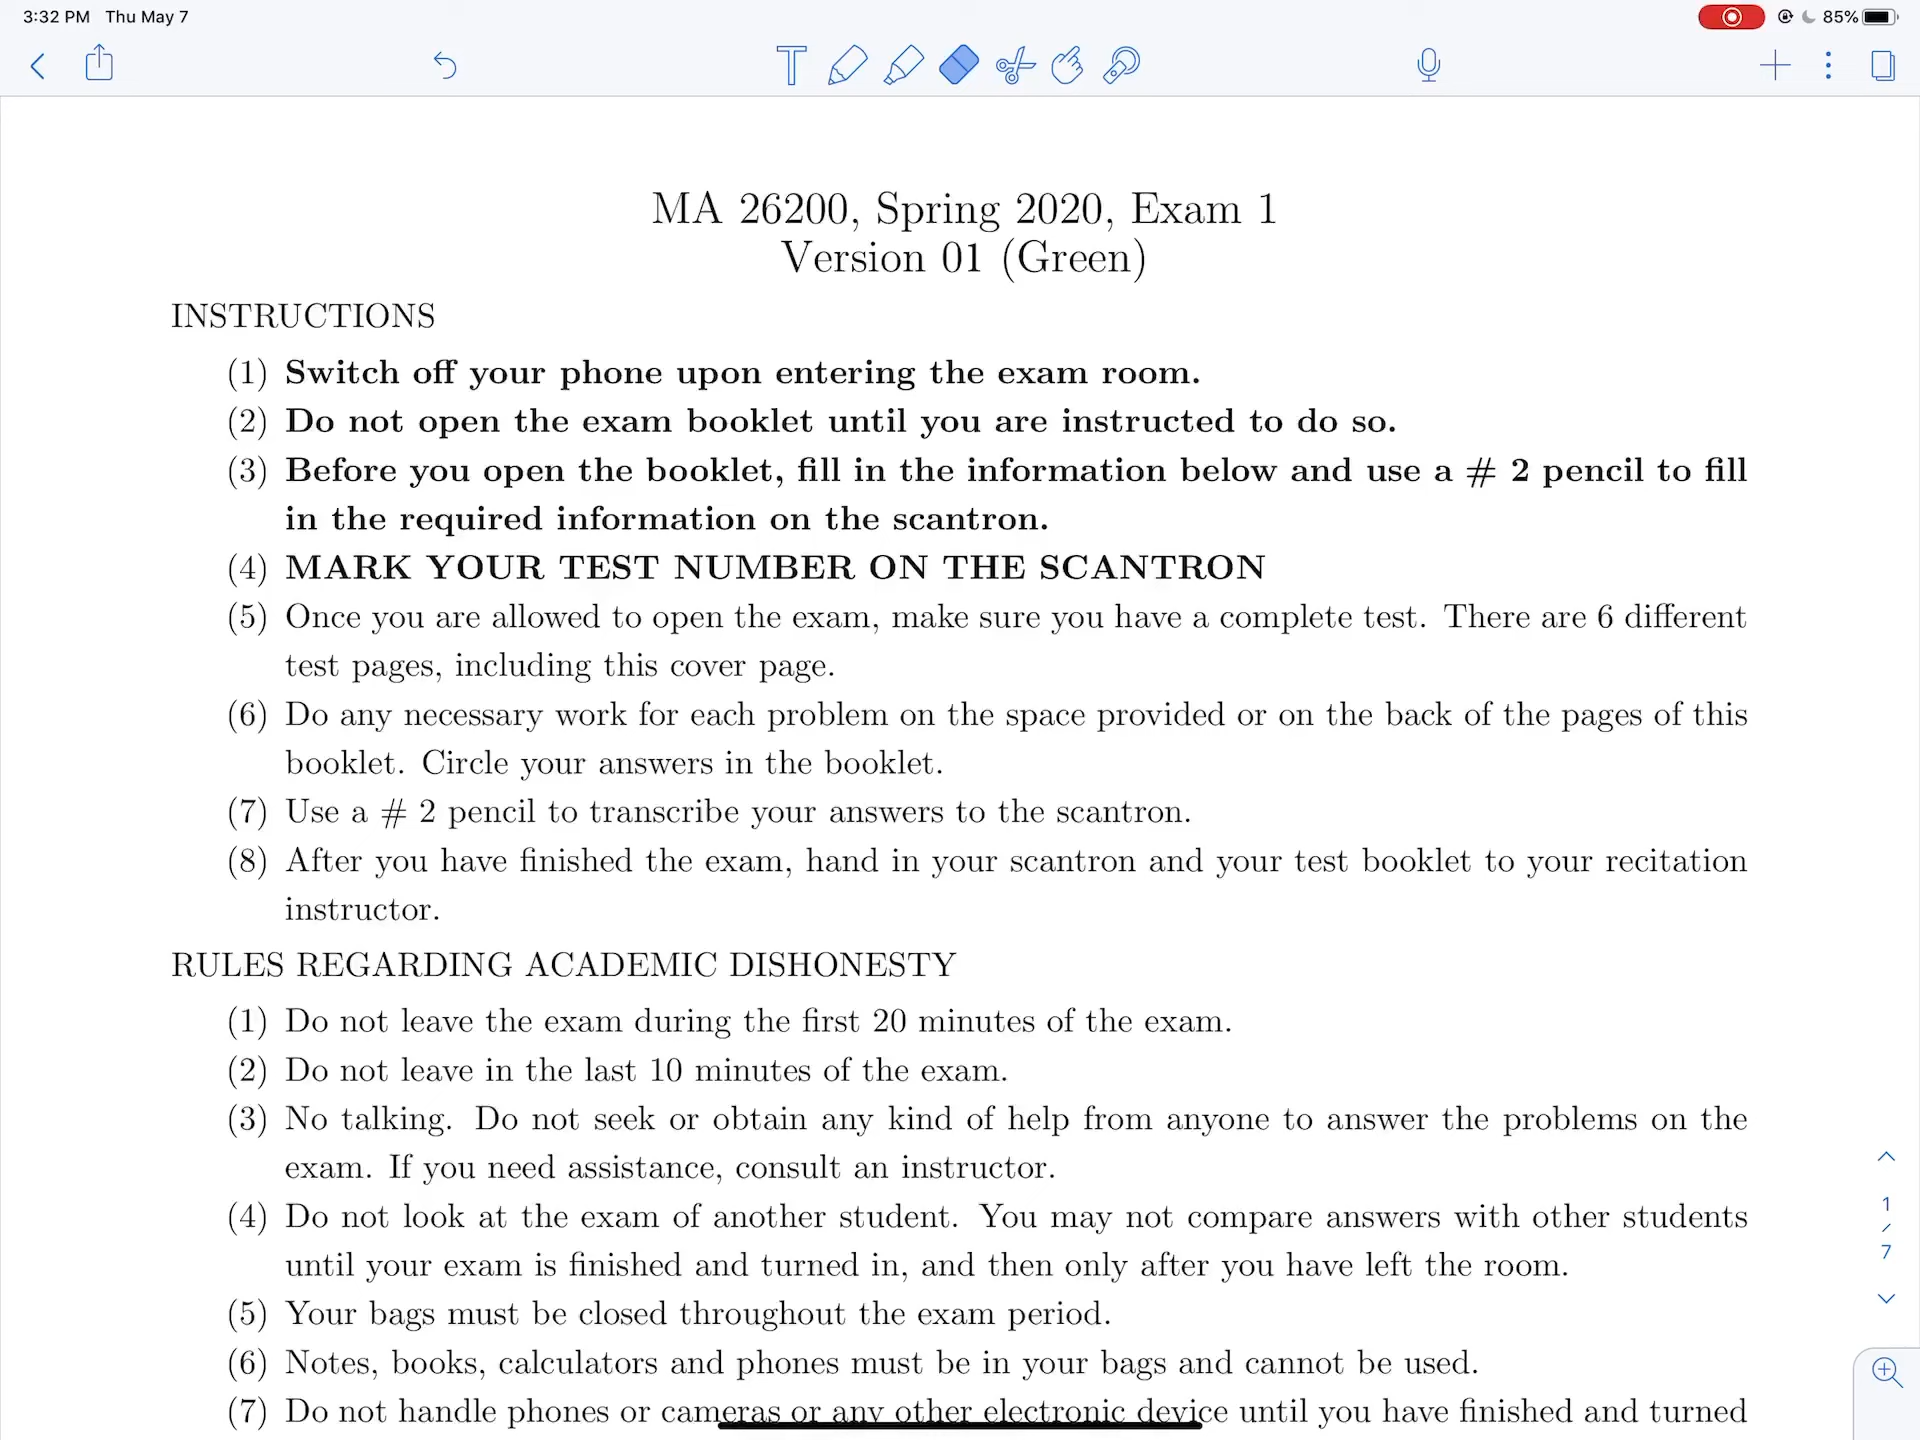 3:32 PM Thu May 7
85%
MA 26200, Spring 2020, Exam 1
Version 01 (Green)
INSTRUCTIONS
(1) Switch off your phone upon entering the exam room.
(2) Do not open the exam booklet until you are instructed to do so.
(3) Before you open the booklet, fill in the information below and use a # 2 pencil to fill
in the required information on the scantron.
(4) MARK YOUR TEST NUMBER ON THE SCANTRON
(5) Once you are allowed to open the exam, make sure you have a complete test. There are 6 different
test pages, including this cover page.
(6) Do any necessary work for each problem on the space provided or on the back of the pages of this
booklet. Circle your answers in the booklet.
(7) Use a # 2 pencil to transcribe your answers to the scantron.
(8) After you have finished the exam, hand in your scantron and your test booklet to your recitation
instructor.
RULES REGARDING ACADEMIC DISHONESTY
(1) Do not leave the exam during the first 20 minutes of the exam.
(2) Do not leave in the last 10 minutes of the exam.
(3) No talking. Do not seek or obtain any kind of help from anyone to answer the problems on the
exam. If you need assistance, consult an instructor.
(4) Do not look at the exam of another student. You may not compare answers with other students
until your exam is finished and turned in, and then only after you have left the room.
(5) Your bags must be closed throughout the exam period.
(6) Notes, books, calculators and phones must be in your bags and cannot be used.
(7) Do not handle phones or cameras or any other electronic device until you have finished and turned
1
/
7